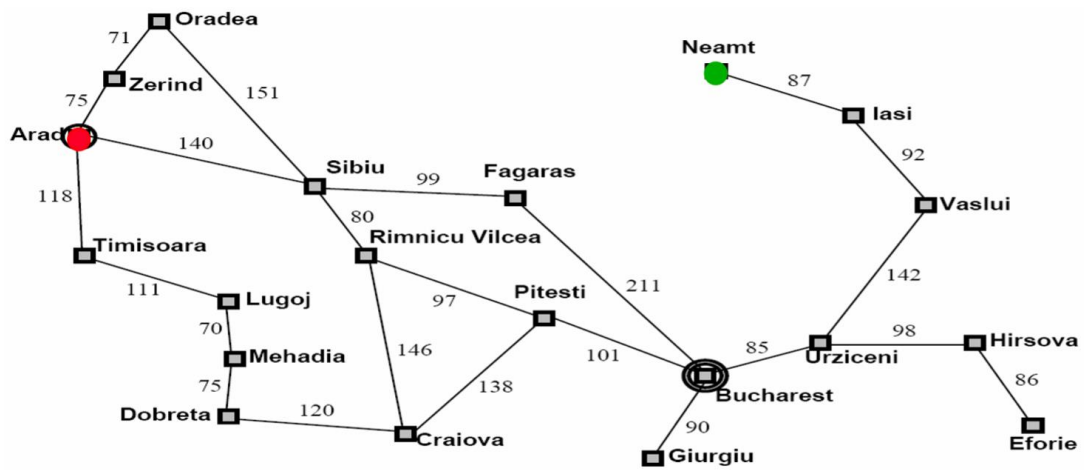 Oradea
71
Neamt
Zerind
87
75
151
Iasi
Arad
140
92
Sibiu
Fagaras
99
118
80
Vaslui
Timisoara
Rimnicu Vilcea
142
111
97
Pitesti
211
Lugoj
70
98
Hirsova
146
101
85
Urziceni
Mehadia
75
138
86
Bucharest
Dobreta
120
90
Craiova
Eforie
Giurgiu